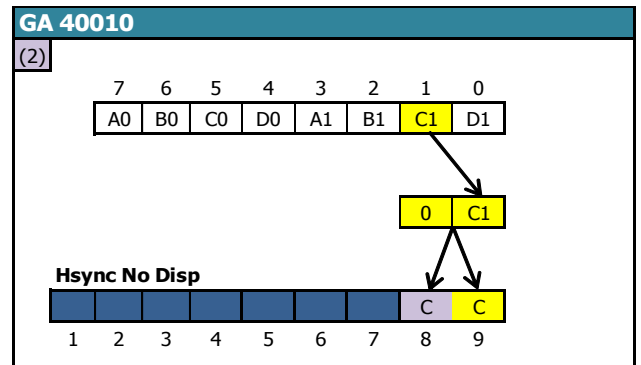 GA 40010
(2)
7 6 5 4 3 2 1 0
A0 B0 C0 D0 A1 B1 C1 D1
0 C1
Hsync No Disp
C C
1 2 3 4 5 6 7 8 9